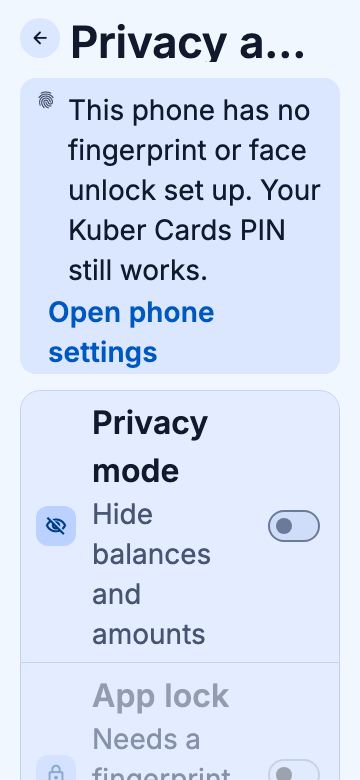 Privacy a...
This phone has no
fingerprint or face
unlock set up. Your
Kuber Cards PIN
still works.
Open phone
settings
Privacy
mode
Hide
balances
and
amounts
App lock
Needs a
fingerprint